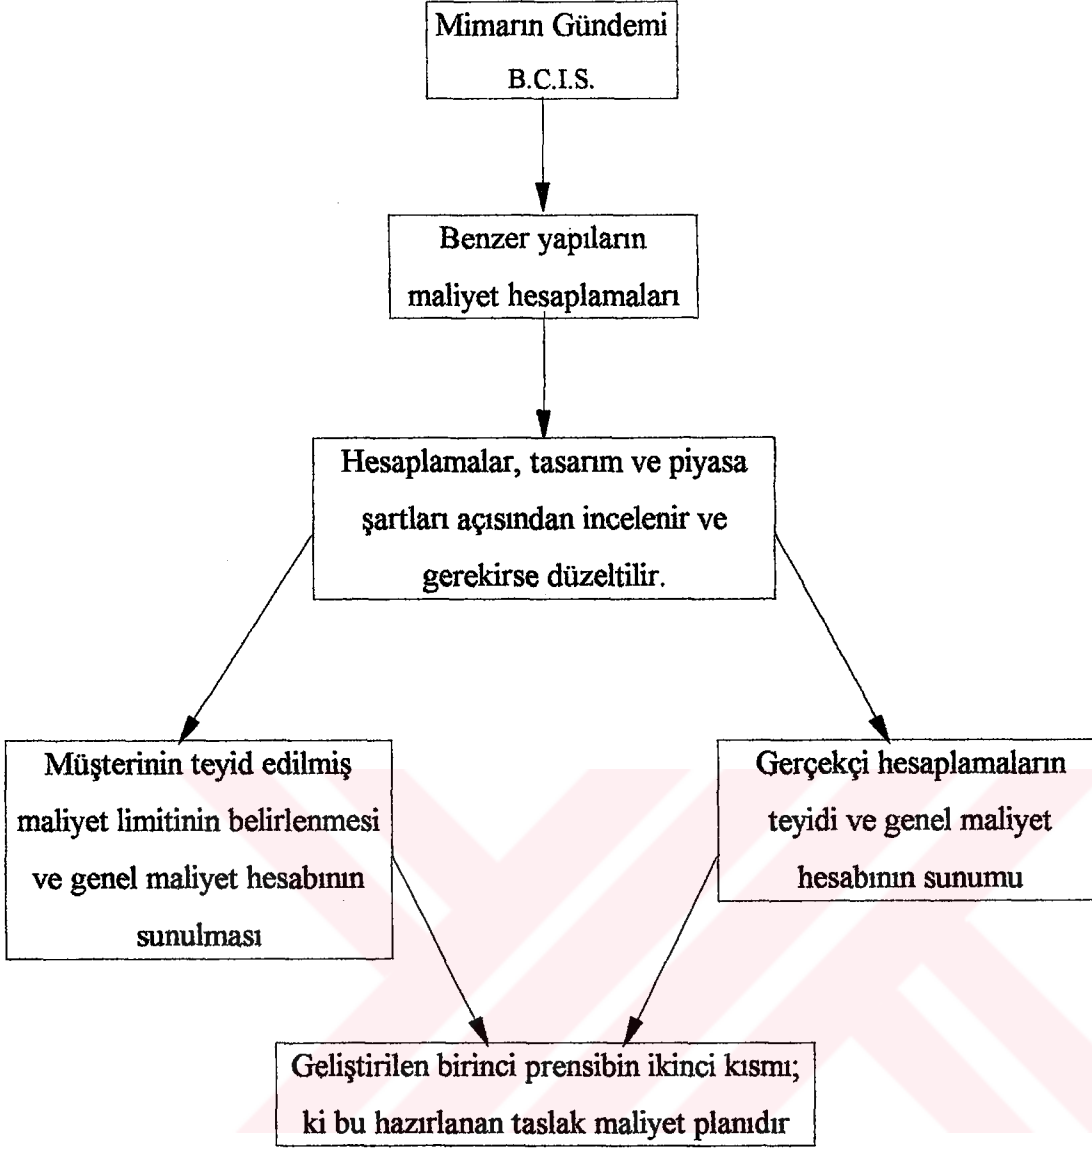 Mimarın Gündemi
B.C.I.S.
Benzer yapıların
maliyet hesaplamaları
Hesaplamalar, tasarım ve piyasa
şartları açısından incelenir ve
gerekirse düzeltilir.
Müşterinin teyid edilmiş
maliyet limitinin belirlenmesi
ve genel maliyet hesabının
sunulması
Gerçekçi hesaplamaların
teyidi ve genel maliyet
hesabının sunumu
Geliştirilen birinci prensibin ikinci kısmı;
ki bu hazırlanan taslak maliyet planıdır